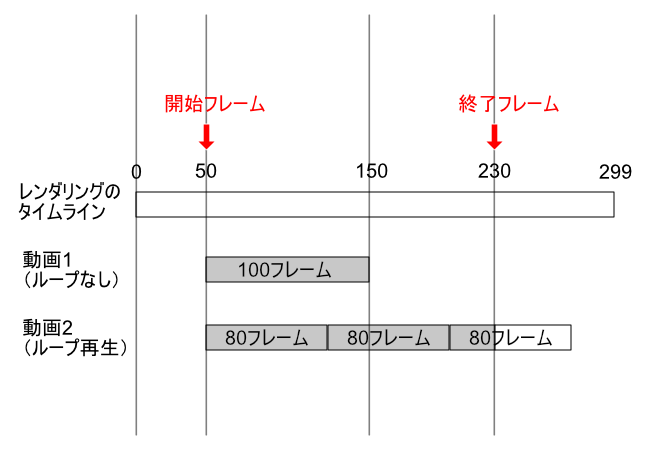 開始フレーム 終了フレーム
0 50 150 230 299
レンダリングの
タイムライン
動画1
（ループなし）
100フレーム
動画2
（ループ再生）
80フレーム 80フレーム 80フレーム